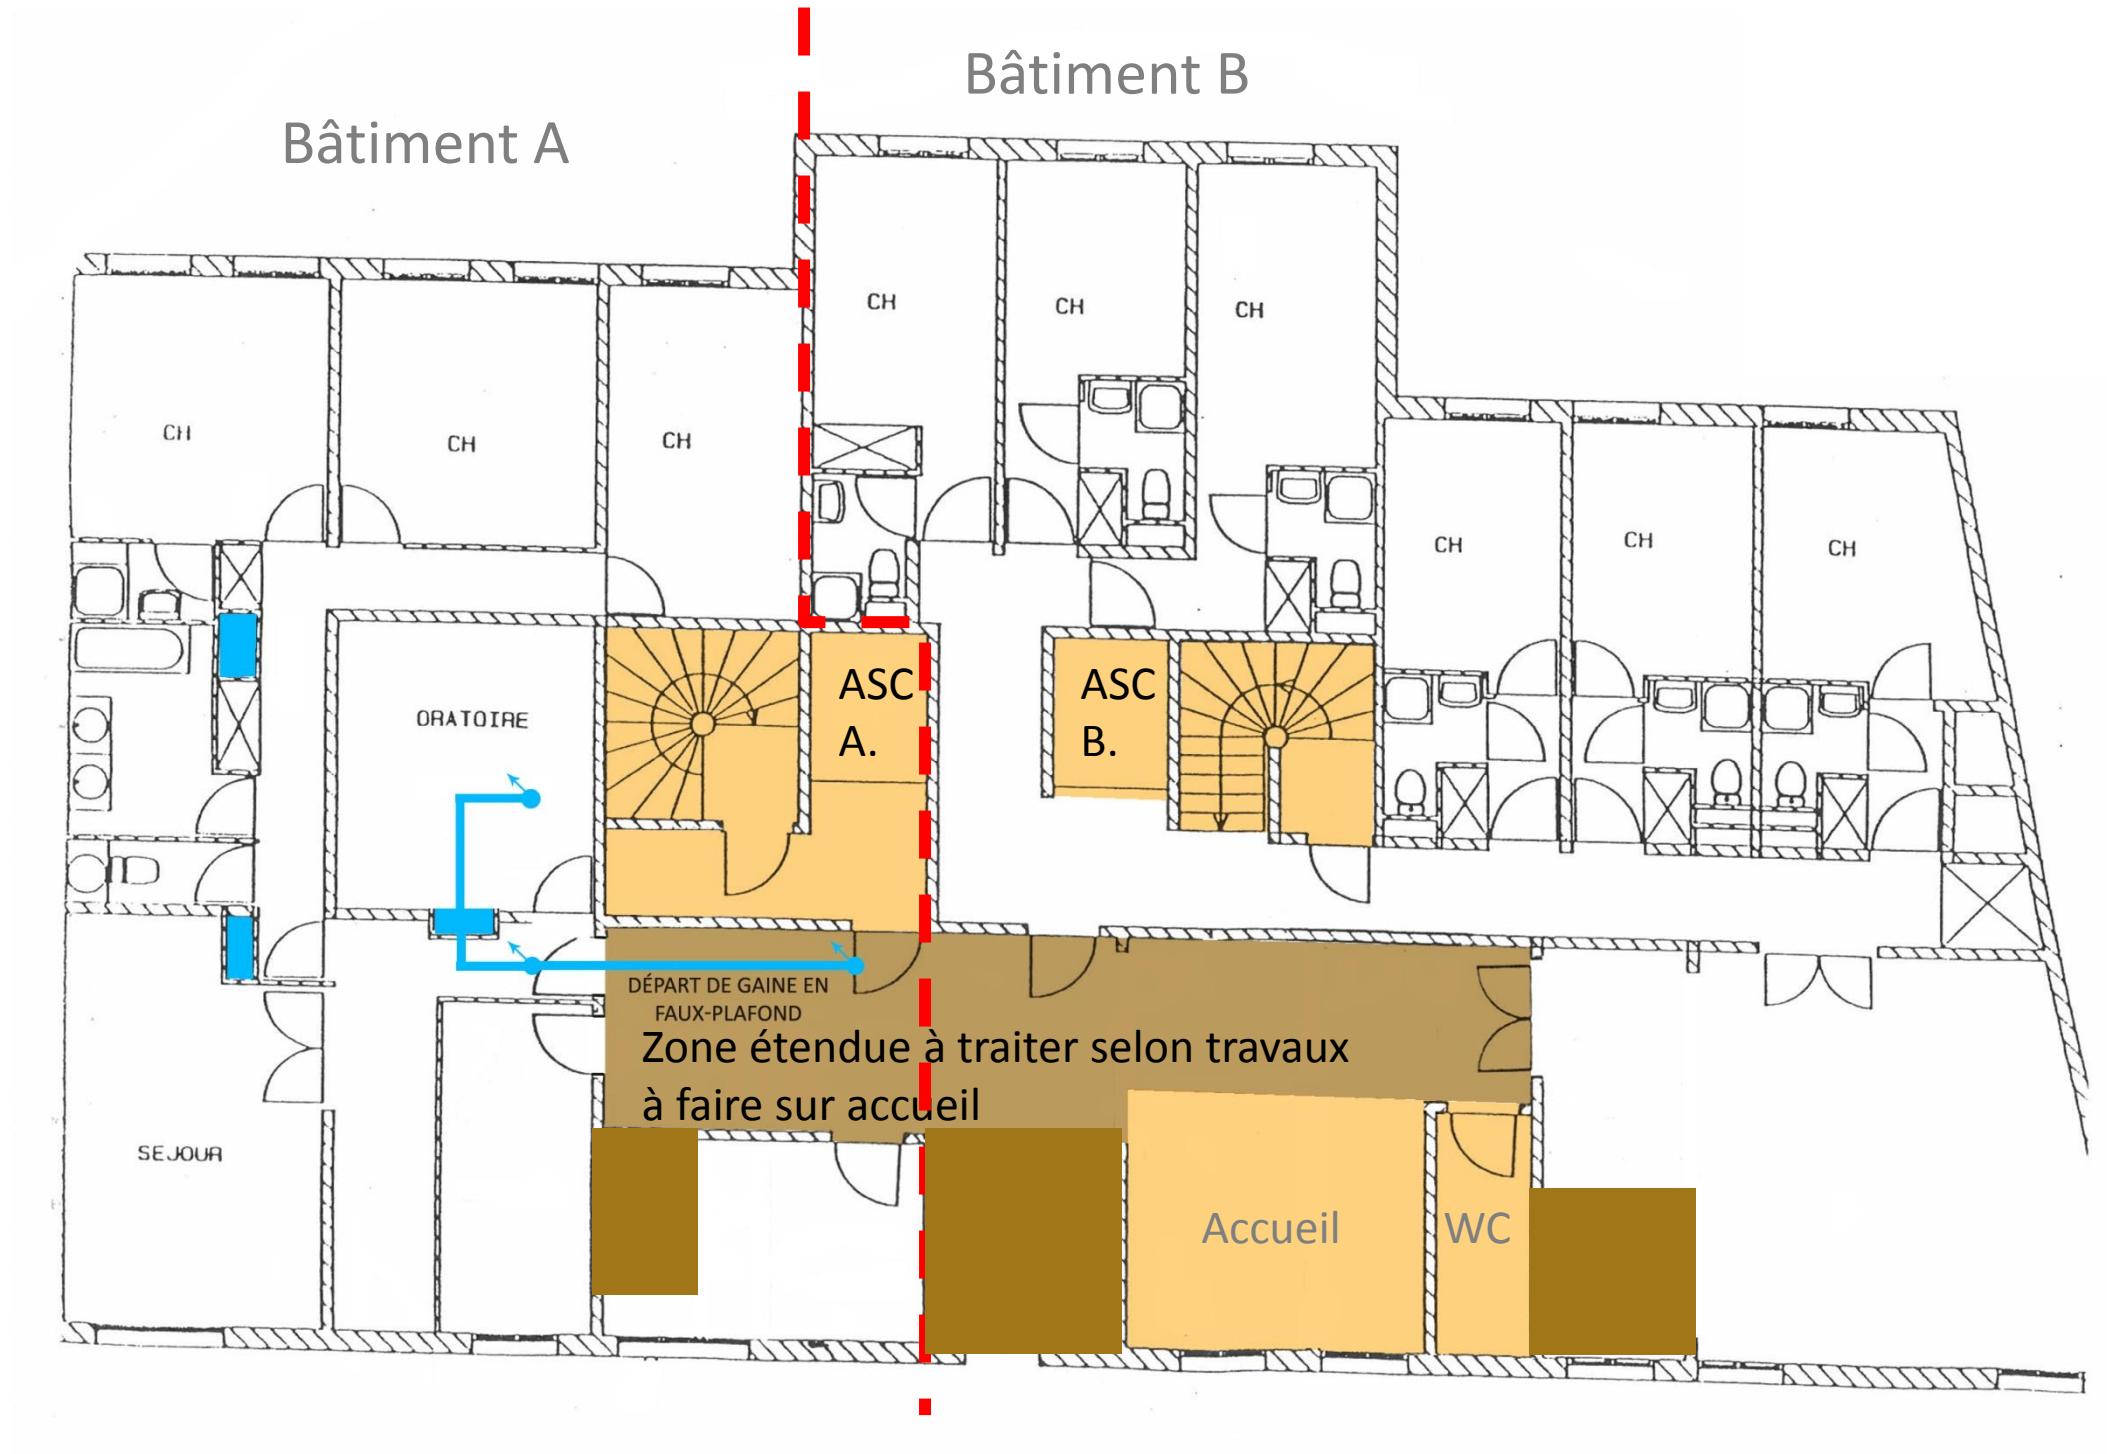 Bâtiment B
Bâtiment A
CH
CH
CH
CH
CH
CH
CH
CH
CH
ASC
A.
ASC
B.
ORATOIRE
DÉPART DE GAINE EN
FAUX-PLAFOND
Zone étendue à traiter selon travaux
à faire sur accueil
SEJOUR
Accueil
WC